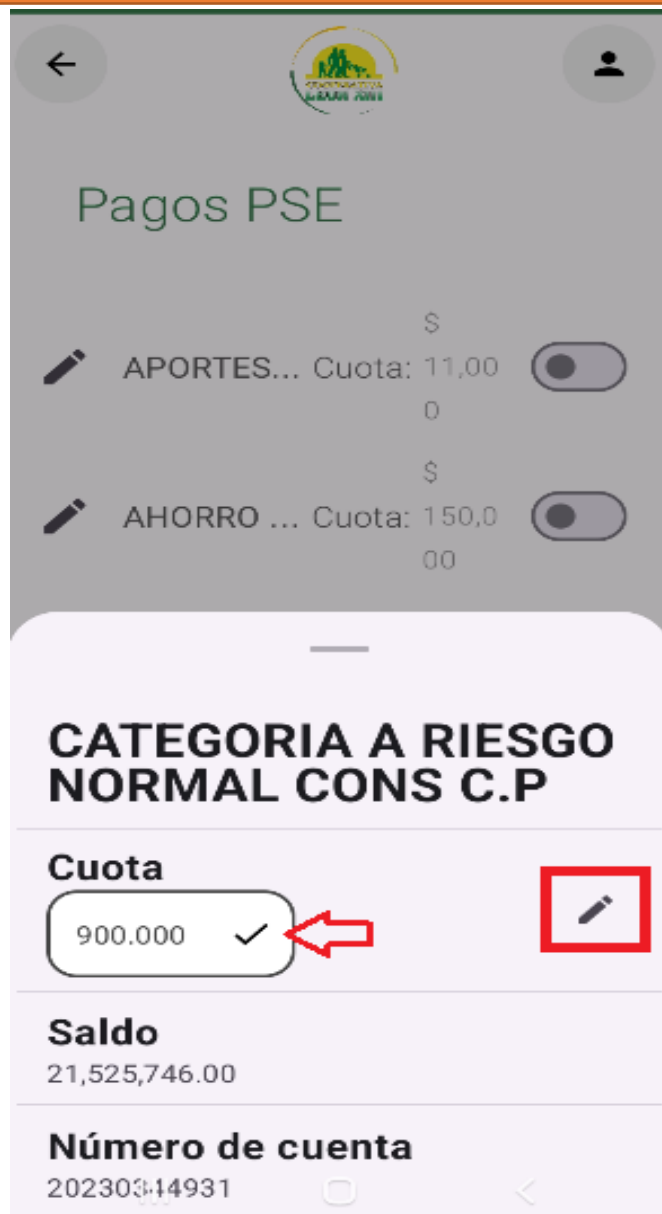 Pagos PSE
$
APORTES... Cuota: 11,00
0
$
AHORRO ... Cuota: 150,0
00
CATEGORIA A RIESGO
NORMAL CONS C.P
Cuota
900.000
Saldo
21,525,746.00
Número de cuenta